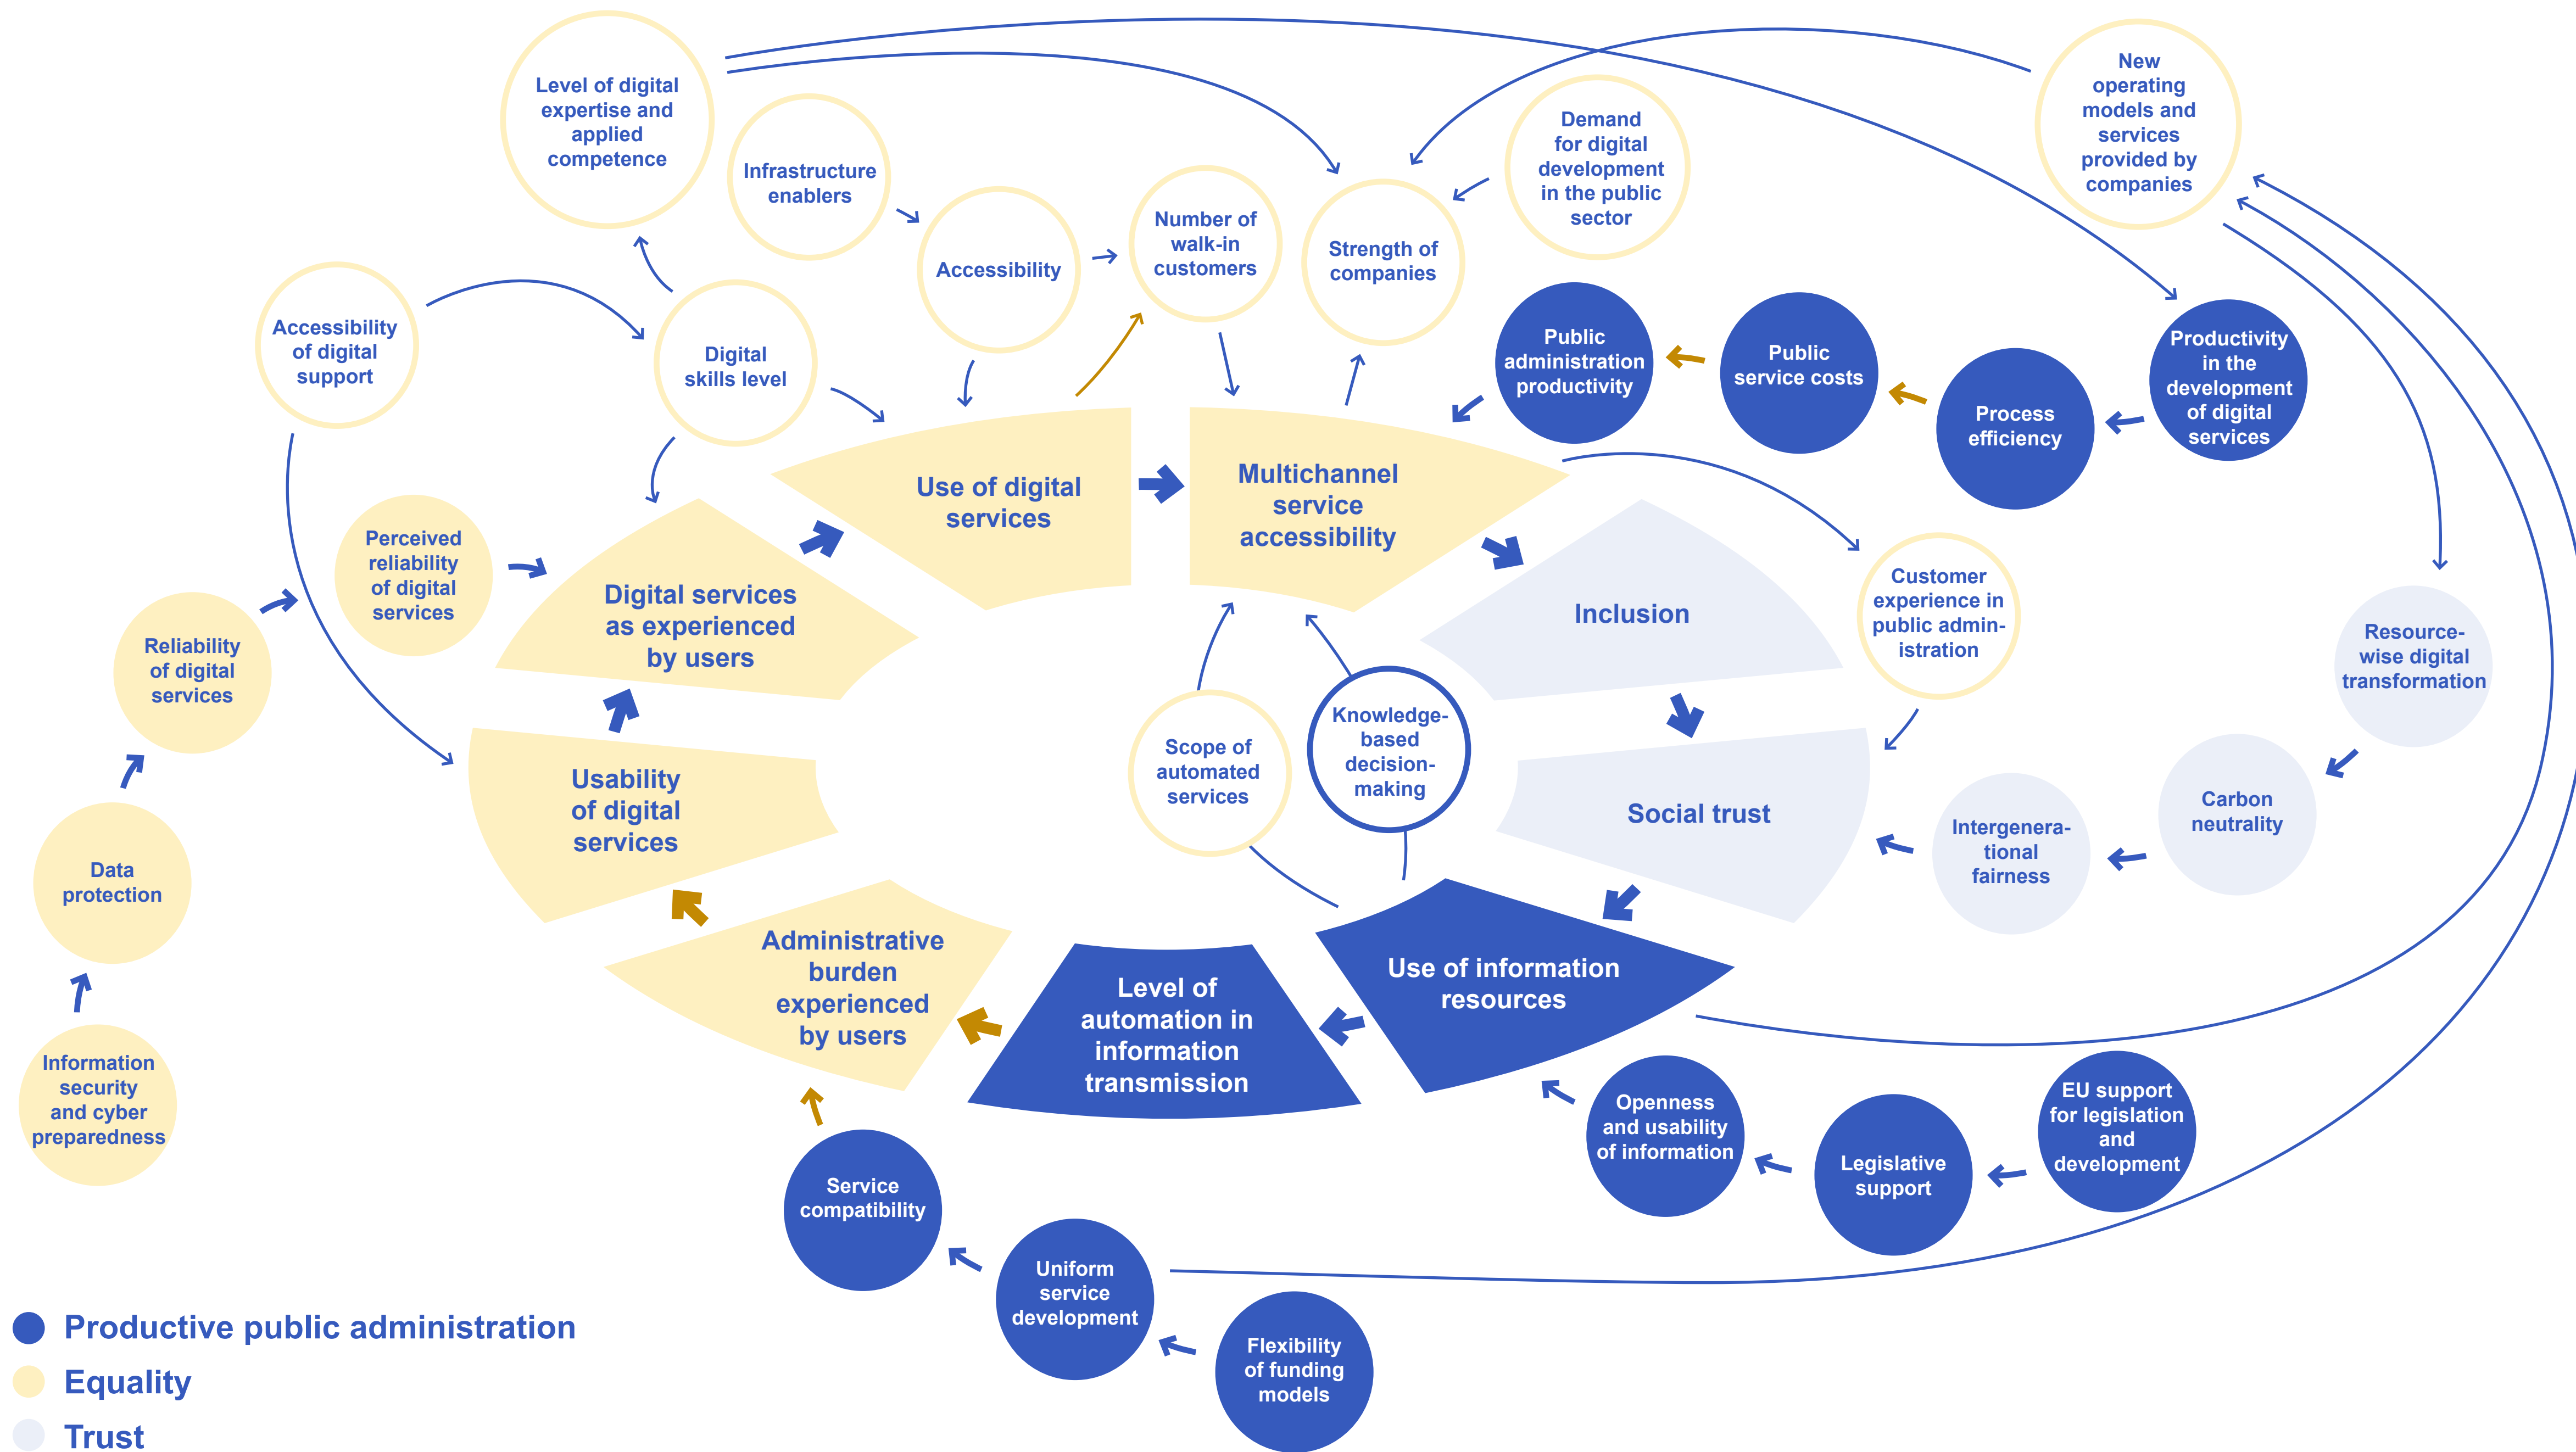 Level of digital
expertise and
applied
competence
Infrastructure
enablers
Accessibility
Number of
walk-in
customers
Strength of
companies
Demand
for digital
development
in the public
sector
New
operating
models and
services
provided by
companies
Accessibility
of digital
support
Digital
skills level
Public
administration
productivity
Public
service costs
Process
efficiency
Productivity
in the
development
of digital
services
Perceived
reliability
of digital
services
Reliability
of digital
services
Data
protection
Information
security
and cyber
preparedness
Use of digital
services
Multichannel
service
accessibility
Digital services
as experienced
by users
Inclusion
Customer
experience in
public admin-
istration
Resource-
wise digital
transformation
Usability
of digital
services
Scope of
automated
services
Knowledge-
based
decision-
making
Social trust
Intergenera-
tional
fairness
Carbon
neutrality
Administrative
burden
experienced
by users
Level of
automation in
information
transmission
Use of information
resources
Openness
and usability
of information
Legislative
support
EU support
for legislation
and
development
Service
compatibility
Uniform
service
development
Flexibility
of funding
models
Productive public administration
Equality
Trust